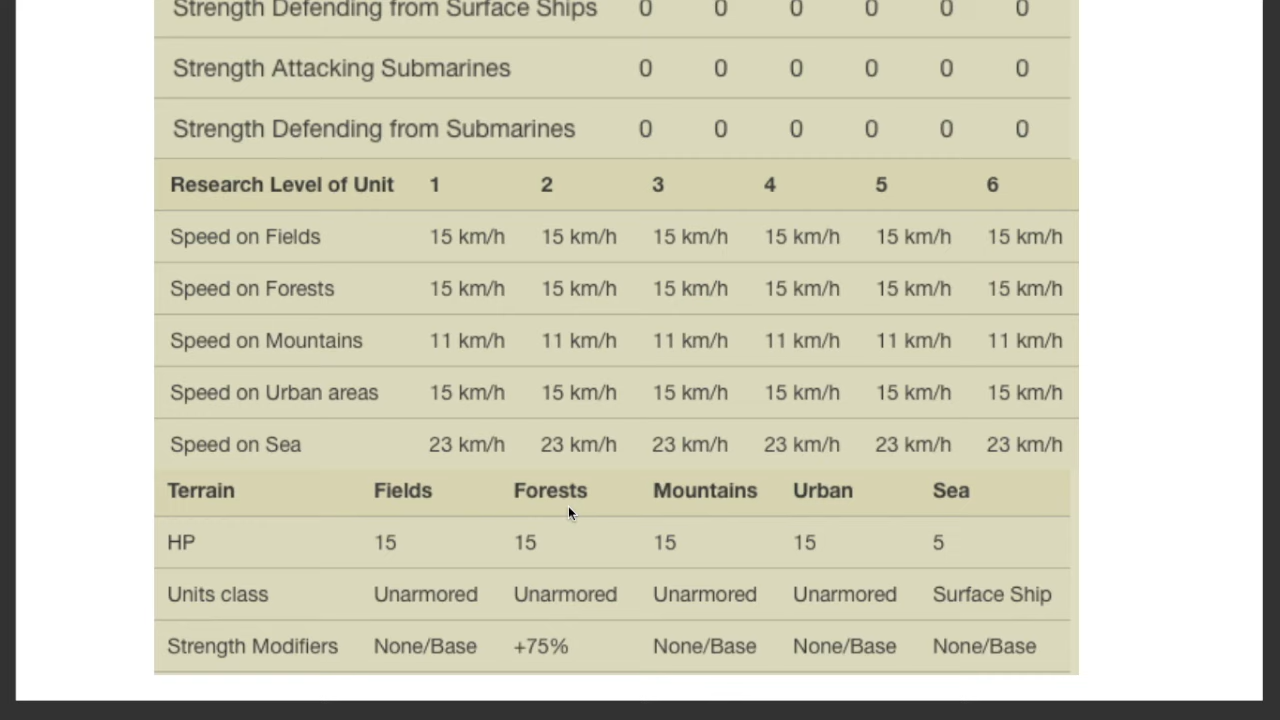 Strength Defending from Surface Ships 0 0 0 0 0 0
Strength Attacking Submarines 0 0 0 0 0 0
Strength Defending from Submarines 0 0 0 0 0 0
Research Level of Unit 1 2 3 4 5 6
Speed on Fields 15 km/h 15 km/h 15 km/h 15 km/h 15 km/h 15 km/h
Speed on Forests 15 km/h 15 km/h 15 km/h 15 km/h 15 km/h 15 km/h
Speed on Mountains 11 km/h 11 km/h 11 km/h 11 km/h 11 km/h 11 km/h
Speed on Urban areas 15 km/h 15 km/h 15 km/h 15 km/h 15 km/h 15 km/h
Speed on Sea 23 km/h 23 km/h 23 km/h 23 km/h 23 km/h 23 km/h
Terrain Fields Forests Mountains Urban Sea
HP 15 15 15 15 5
Units class Unarmored Unarmored Unarmored Unarmored Surface Ship
Strength Modifiers None/Base +75% None/Base None/Base None/Base